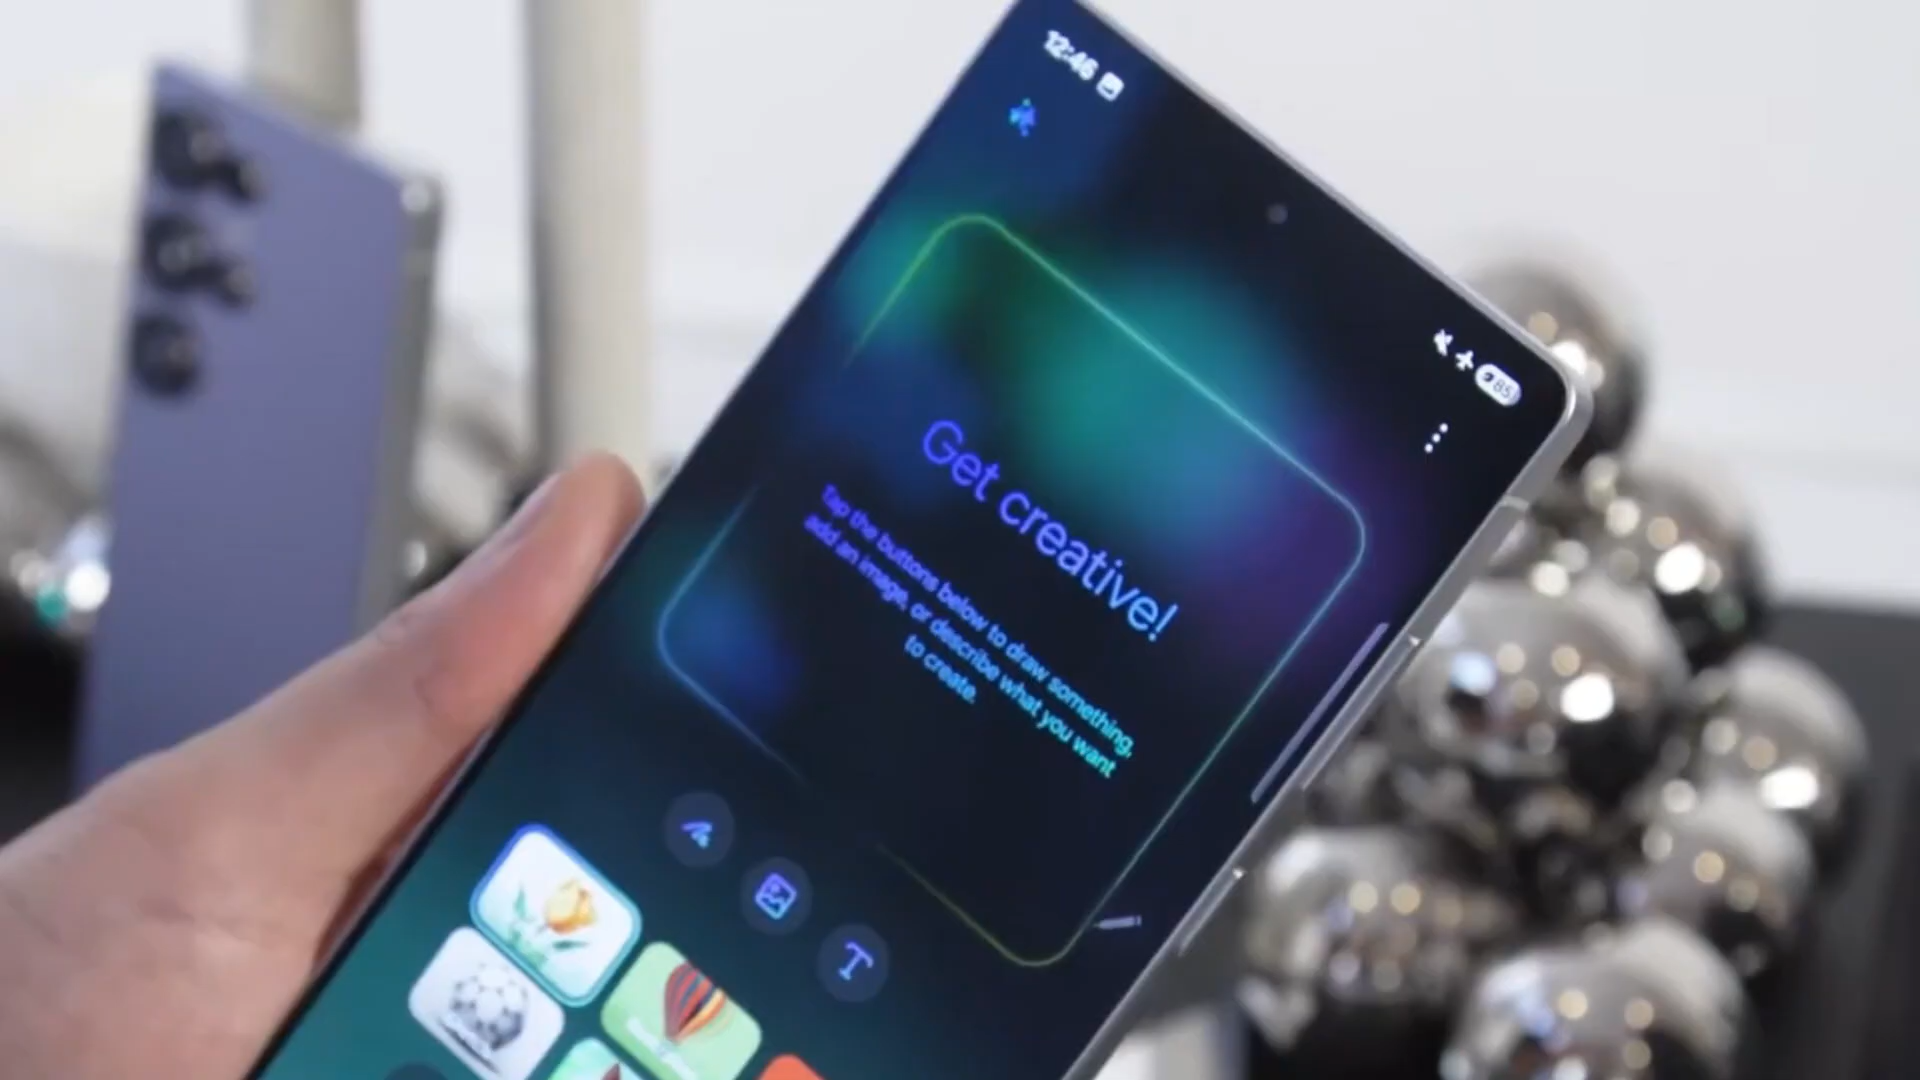 12:46
85
Get creative!
Tap the buttons below to draw something,
add an image, or describe what you want
to create.
T